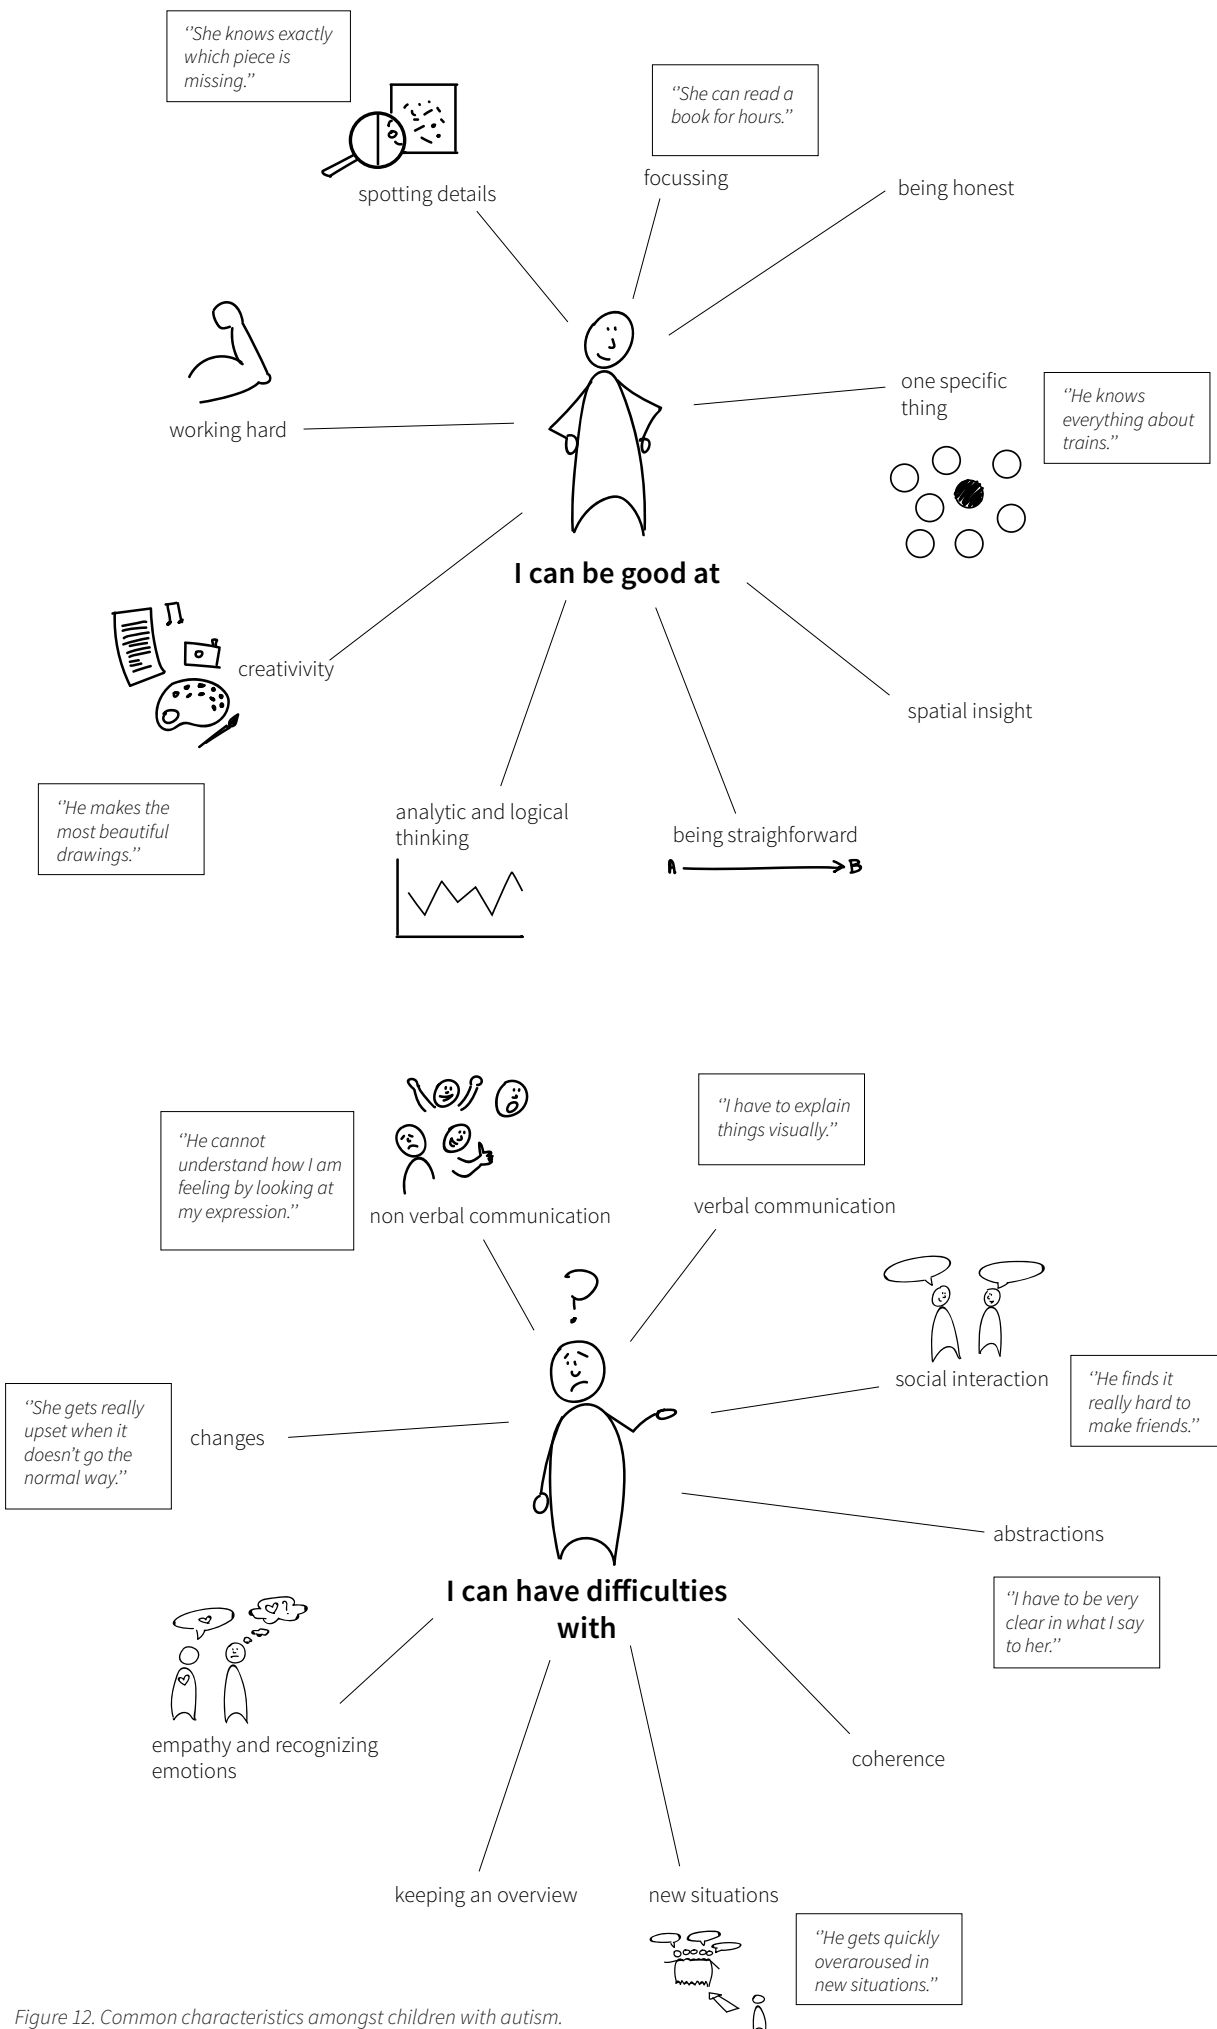 ‘’She knows exactly
which piece is
missing.’’
‘’She can read a
book for hours.’’
spotting details
focussing
being honest
working hard
one specific
thing
‘’He knows
everything about
trains.’’
I can be good at
creativivity
spatial insight
‘’He makes the
most beautiful
drawings.’’
analytic and logical
thinking
being straighforward
A
B
‘’He cannot
understand how I am
feeling by looking at
my expression.’’
non verbal communication
‘’I have to explain
things visually.’’
verbal communication
?
social interaction
‘’He finds it
really hard to
make friends.’’
‘’She gets really
upset when it
doesn’t go the
normal way.’’
changes
abstractions
‘’I have to be very
clear in what I say
to her.’’
I can have difficulties
with
?
empathy and recognizing
emotions
coherence
keeping an overview
new situations
‘’He gets quickly
overaroused in
new situations.’’
Figure 12. Common characteristics amongst children with autism.